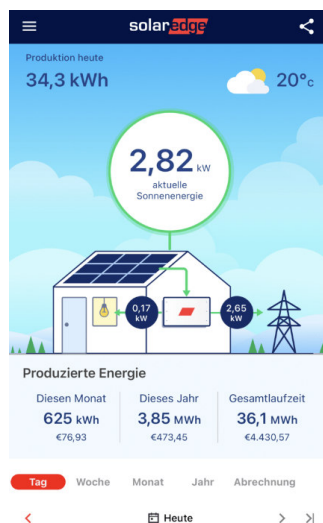 solaredge
Produktion heute
34,3 kWh
20°c
2,82 kW
aktuelle
Sonnenenergie
0,17
kW
2,65
kW
Produzierte Energie
Diesen Monat
625 kWh
€76,93
Dieses Jahr
3,85 MWh
€473,45
Gesamtlaufzeit
36,1 MWh
€4.430,57
Tag Woche Monat Jahr Abrechnung
Heute